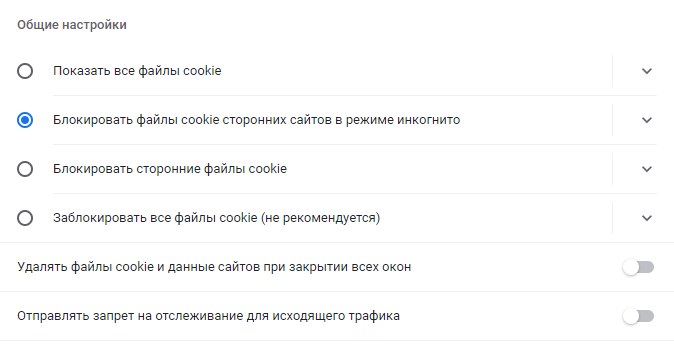 Общие настройки
Показать все файлы cookie
Блокировать файлы cookie сторонних сайтов в режиме инкогнито
Блокировать сторонние файлы cookie
Заблокировать все файлы cookie (не рекомендуется)
Удалять файлы cookie и данные сайтов при закрытии всех окон
Отправлять запрет на отслеживание для исходящего трафика